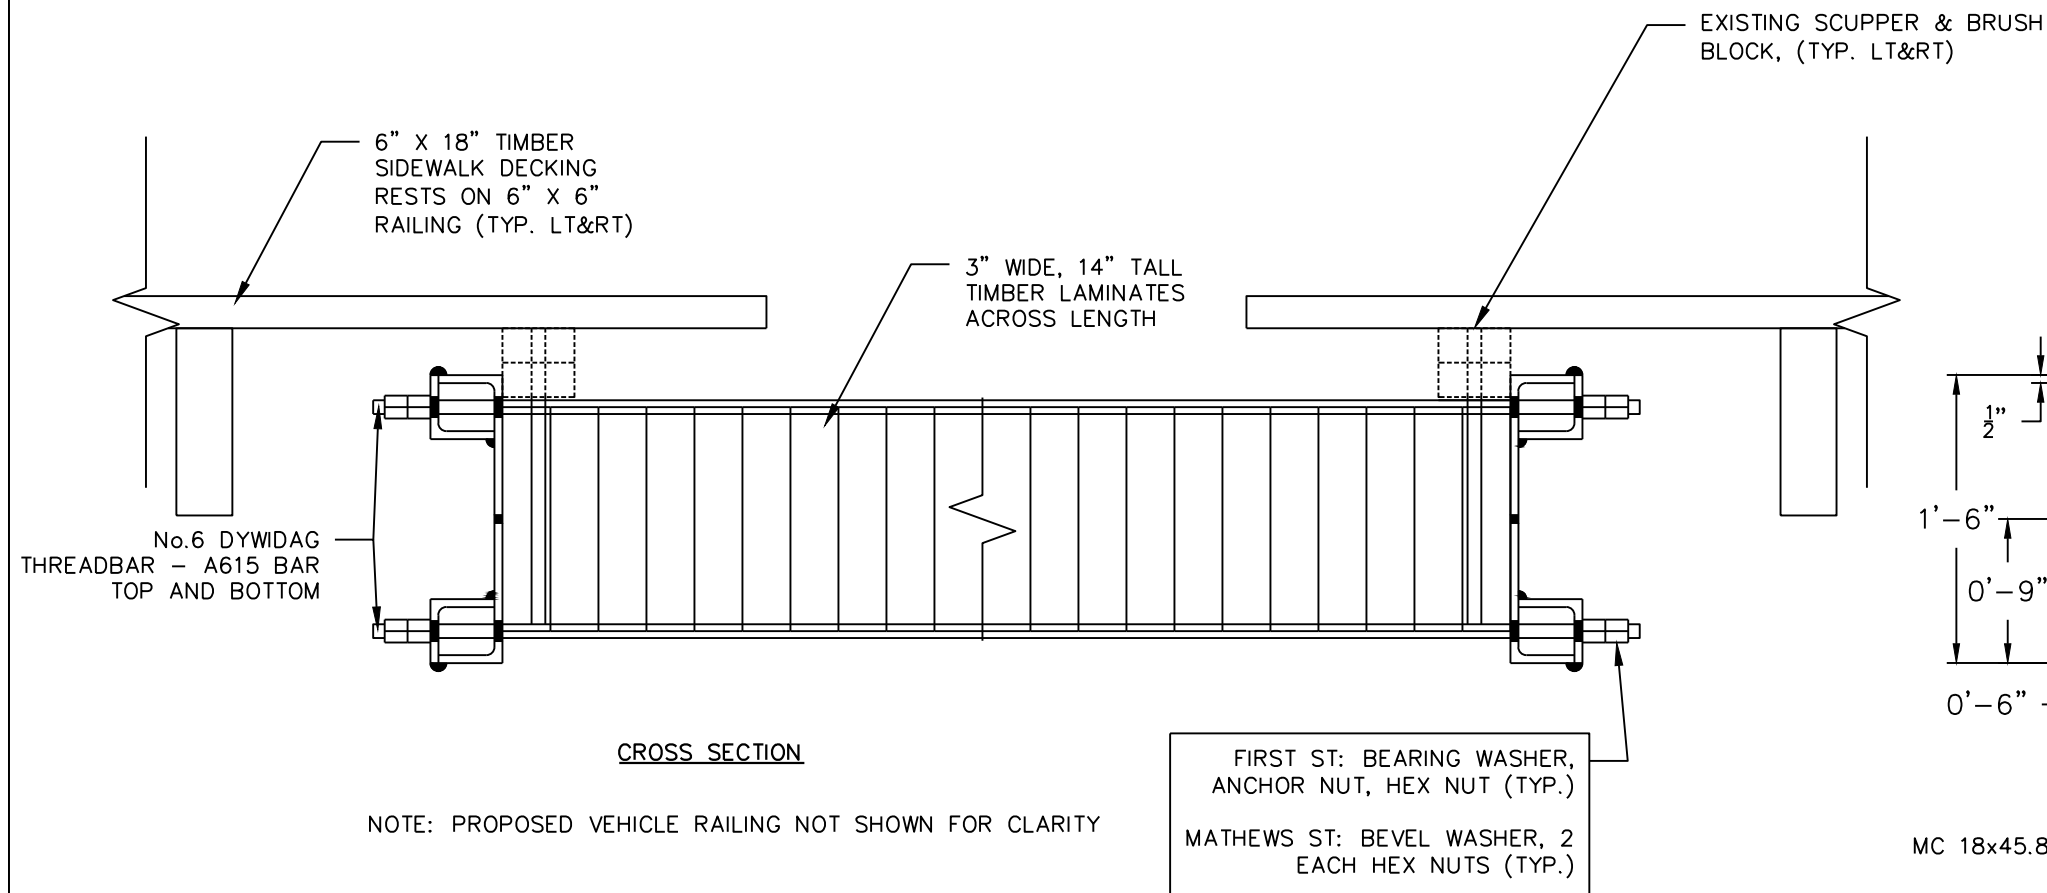 EXISTING SCUPPER & BRUSH
BLOCK, (TYP. LT&RT)
6" X 18" TIMBER
SIDEWALK DECKING
RESTS ON 6" X 6"
RAILING (TYP. LT&RT)
3" WIDE, 14" TALL
TIMBER LAMINATES
ACROSS LENGTH
No.6 DYWIDAG
THREADBAR – A615 BAR
TOP AND BOTTOM
1/2"
1'–6"
0'–9"
0'–6"
CROSS SECTION
NOTE: PROPOSED VEHICLE RAILING NOT SHOWN FOR CLARITY
FIRST ST: BEARING WASHER,
ANCHOR NUT, HEX NUT (TYP.)
MATHEWS ST: BEVEL WASHER, 2
EACH HEX NUTS (TYP.)
MC 18x45.8